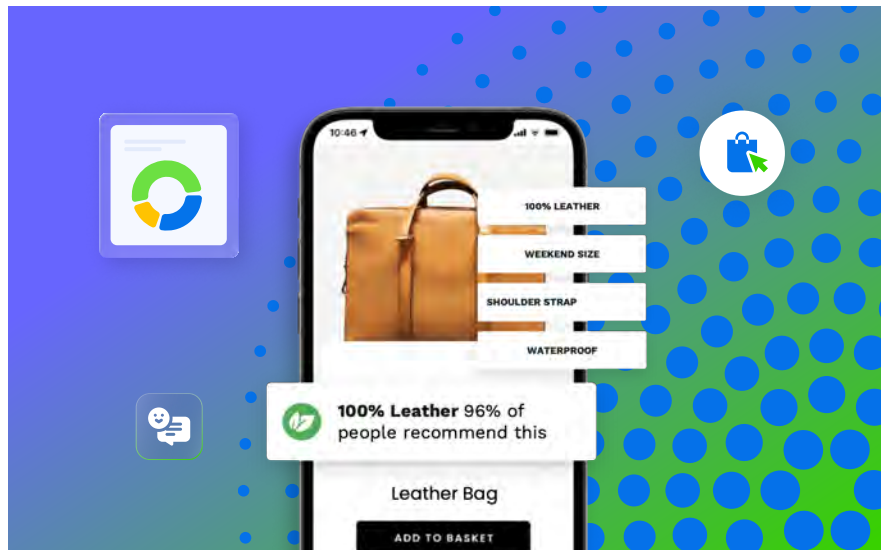 10:46
100% LEATHER
WEEKEND SIZE
SHOULDER STRAP
WATERPROOF
100% Leather 96% of
people recommend this
Leather Bag
ADD TO BASKET